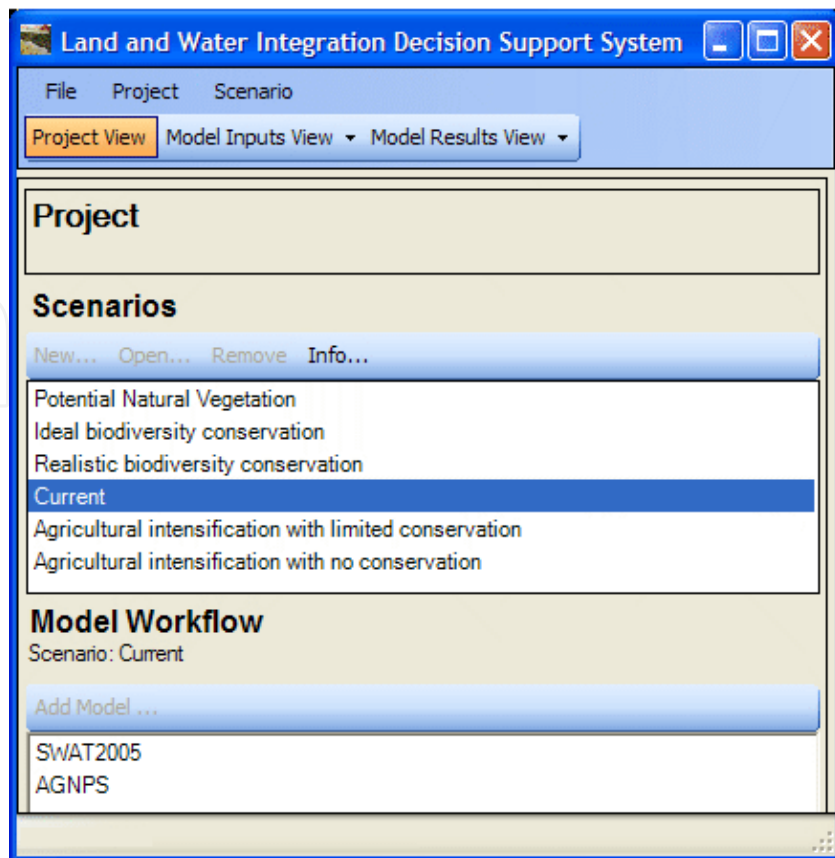 Land and Water Integration Decision Support System
File Project Scenario
Project View Model Inputs View Model Results View
Project
Scenarios
New... Open... Remove Info...
Potential Natural Vegetation
Ideal biodiversity conservation
Realistic biodiversity conservation
Current
Agricultural intensification with limited conservation
Agricultural intensification with no conservation
Model Workflow
Scenario: Current
Add Model ...
SWAT2005
AGNPS